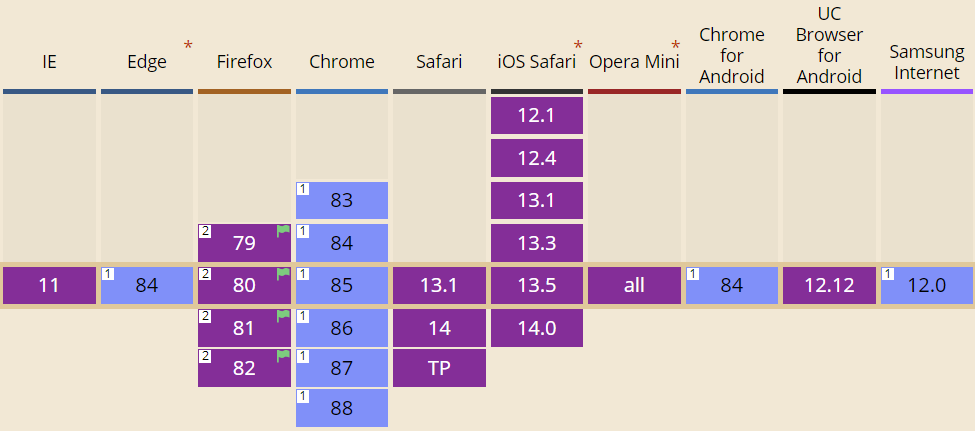 IE
Edge *
Firefox
Chrome
Safari
iOS Safari *
Opera Mini *
Chrome
for
Android
UC
Browser
for
Android
Samsung
Internet
12.1
12.4
1 83
13.1
2 79
1 84
13.3
11
1 84
2 80
1 85
13.1
13.5
all
1 84
12.12
1 12.0
2 81
1 86
14
14.0
2 82
1 87
TP
1 88